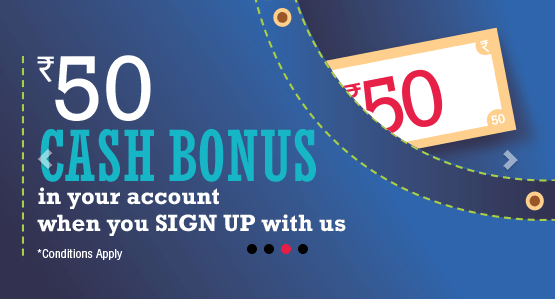 ₹50
CASH BONUS
in your account
when you SIGN UP with us
*Conditions Apply
₹
₹50
50